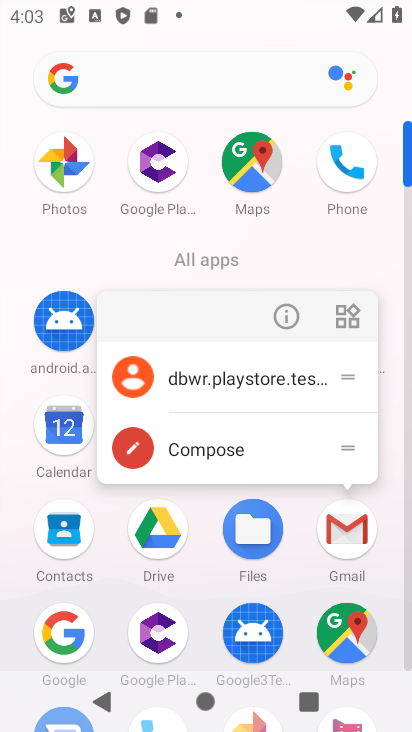 4:03
Photos
Google Pla...
Maps
Phone
All apps
android.a...
dbwr.playstore.tes...
Compose
Calendar
Contacts
Drive
Files
Gmail
Google
Google Pla...
Google3Te...
Maps